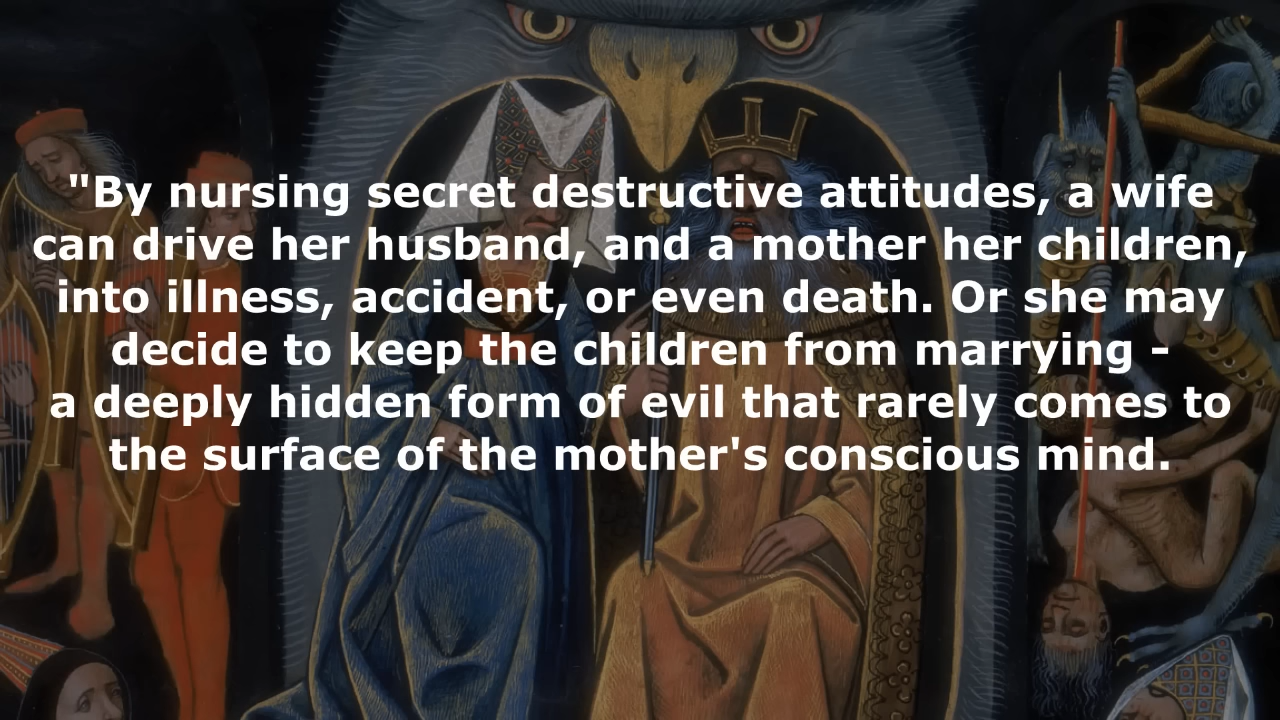 "By nursing secret destructive attitudes, a wife
can drive her husband, and a mother her children,
into illness, accident, or even death. Or she may
decide to keep the children from marrying -
a deeply hidden form of evil that rarely comes to
the surface of the mother's conscious mind.